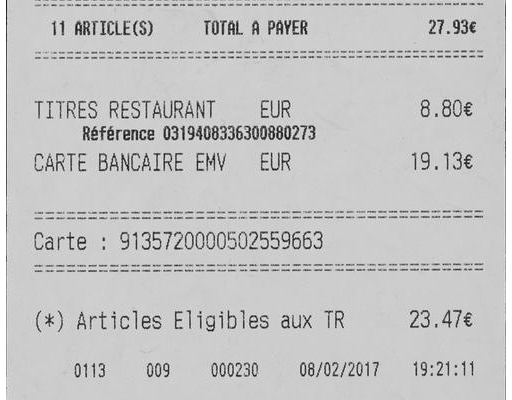 11 ARTICLE(S) TOTAL A PAYER 27.93€
TITRES RESTAURANT EUR 8.80€
Référence 0319408336300880273
CARTE BANCAIRE EMV EUR 19.13€
Carte : 9135720000502559663
(*) Articles Eligibles aux TR 23.47€
0113 009 000230 08/02/2017 19:21:11